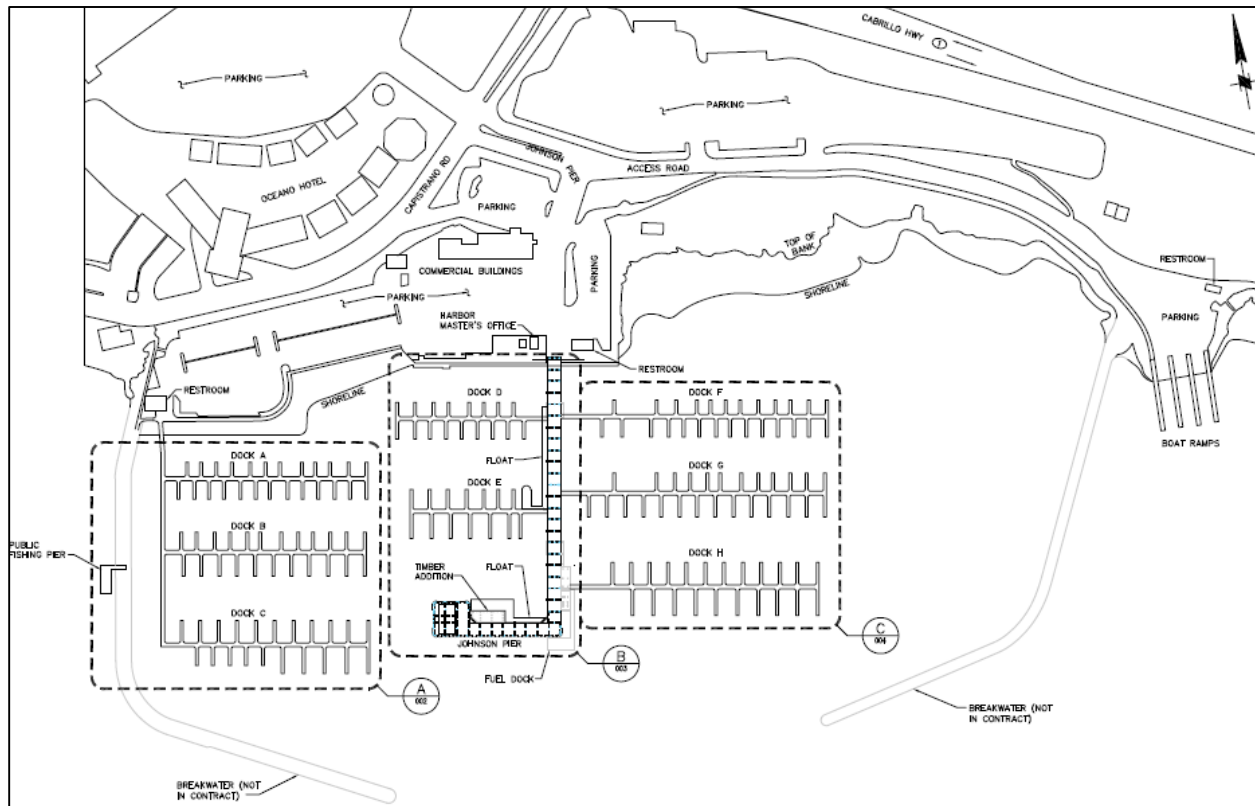 CABRILLO HWY
1
PARKING
PARKING
JOHNSON PIER
ACCESS ROAD
OCEANO HOTEL
CAPISTRANO RD
PARKING
TOP OF
BANK
COMMERCIAL BUILDINGS
PARKING
RESTROOM
SHORELINE
PARKING
PARKING
HARBOR
MASTER'S OFFICE
RESTROOM
RESTROOM
SHORELINE
DOCK D
DOCK F
BOAT RAMPS
DOCK A
FLOAT
DOCK G
DOCK E
DOCK B
PUBLIC
FISHING PIER
TIMBER
ADDITION
FLOAT
DOCK H
DOCK C
JOHNSON PIER
C
004
B
003
FUEL DOCK
A
002
BREAKWATER (NOT
IN CONTRACT)
BREAKWATER (NOT
IN CONTRACT)